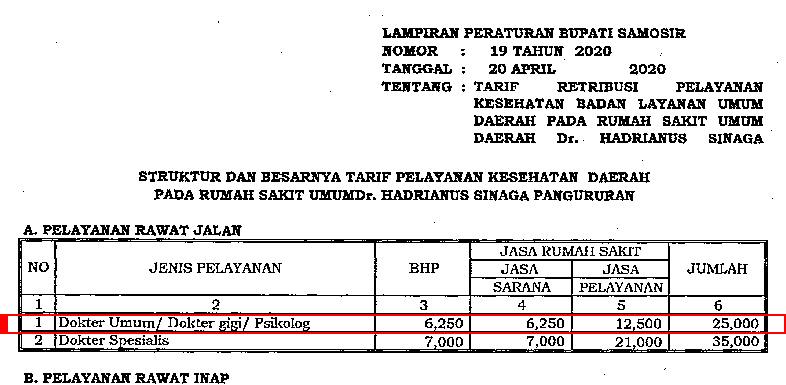 LAMPIRAN PERATURAN BUPATI SAMOSIR
NOMOR : 19 TAHUN 2020
TANGGAL : 20 APRIL 2020
TENTANG : TARIF RETRIBUSI PELAYANAN
KESEHATAN BADAN LAYANAN UMUM
DAERAH PADA RUMAH SAKIT UMUM
DAERAH Dr. HADRIANUS SINAGA
STRUKTUR DAN BESARNYA TARIF PELAYANAN KESEHATAN DAERAH
PADA RUMAH SAKIT UMUMDr. HADRIANUS SINAGA PANGURURAN
A. PELAYANAN RAWAT JALAN
JASA RUMAH SAKIT
NO JENIS PELAYANAN BHP JASA JASA JUMLAH
SARANA PELAYANAN
1 2 3 4 5 6
1 Dokter Umum/ Dokter gigi/ Psikolog 6,250 6,250 12,500 25,000
2 Dokter Spesialis 7,000 7,000 21,000 35,000
B. PELAYANAN RAWAT INAP